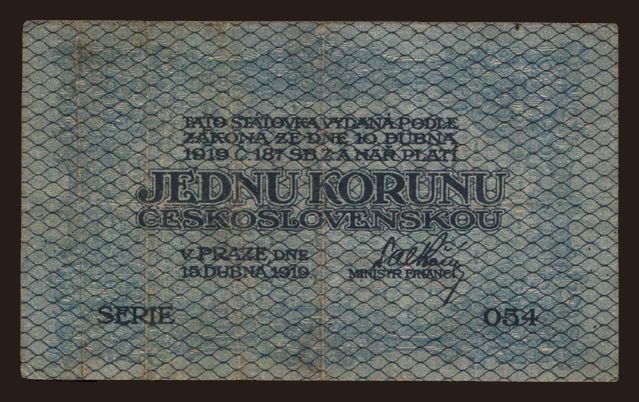 TATO STÁTOVKA VYDANÁ PODLE
ZÁKONA ZE DNE 10. DUBNA
1919 Č. 187 SB. Z. A NAŘ. PLATÍ
JEDNU KORUNU
ČESKOSLOVENSKOU
V PRAZE, DNE
15. DUBNA 1919.
MINISTR FINANCÍ.
SERIE 054